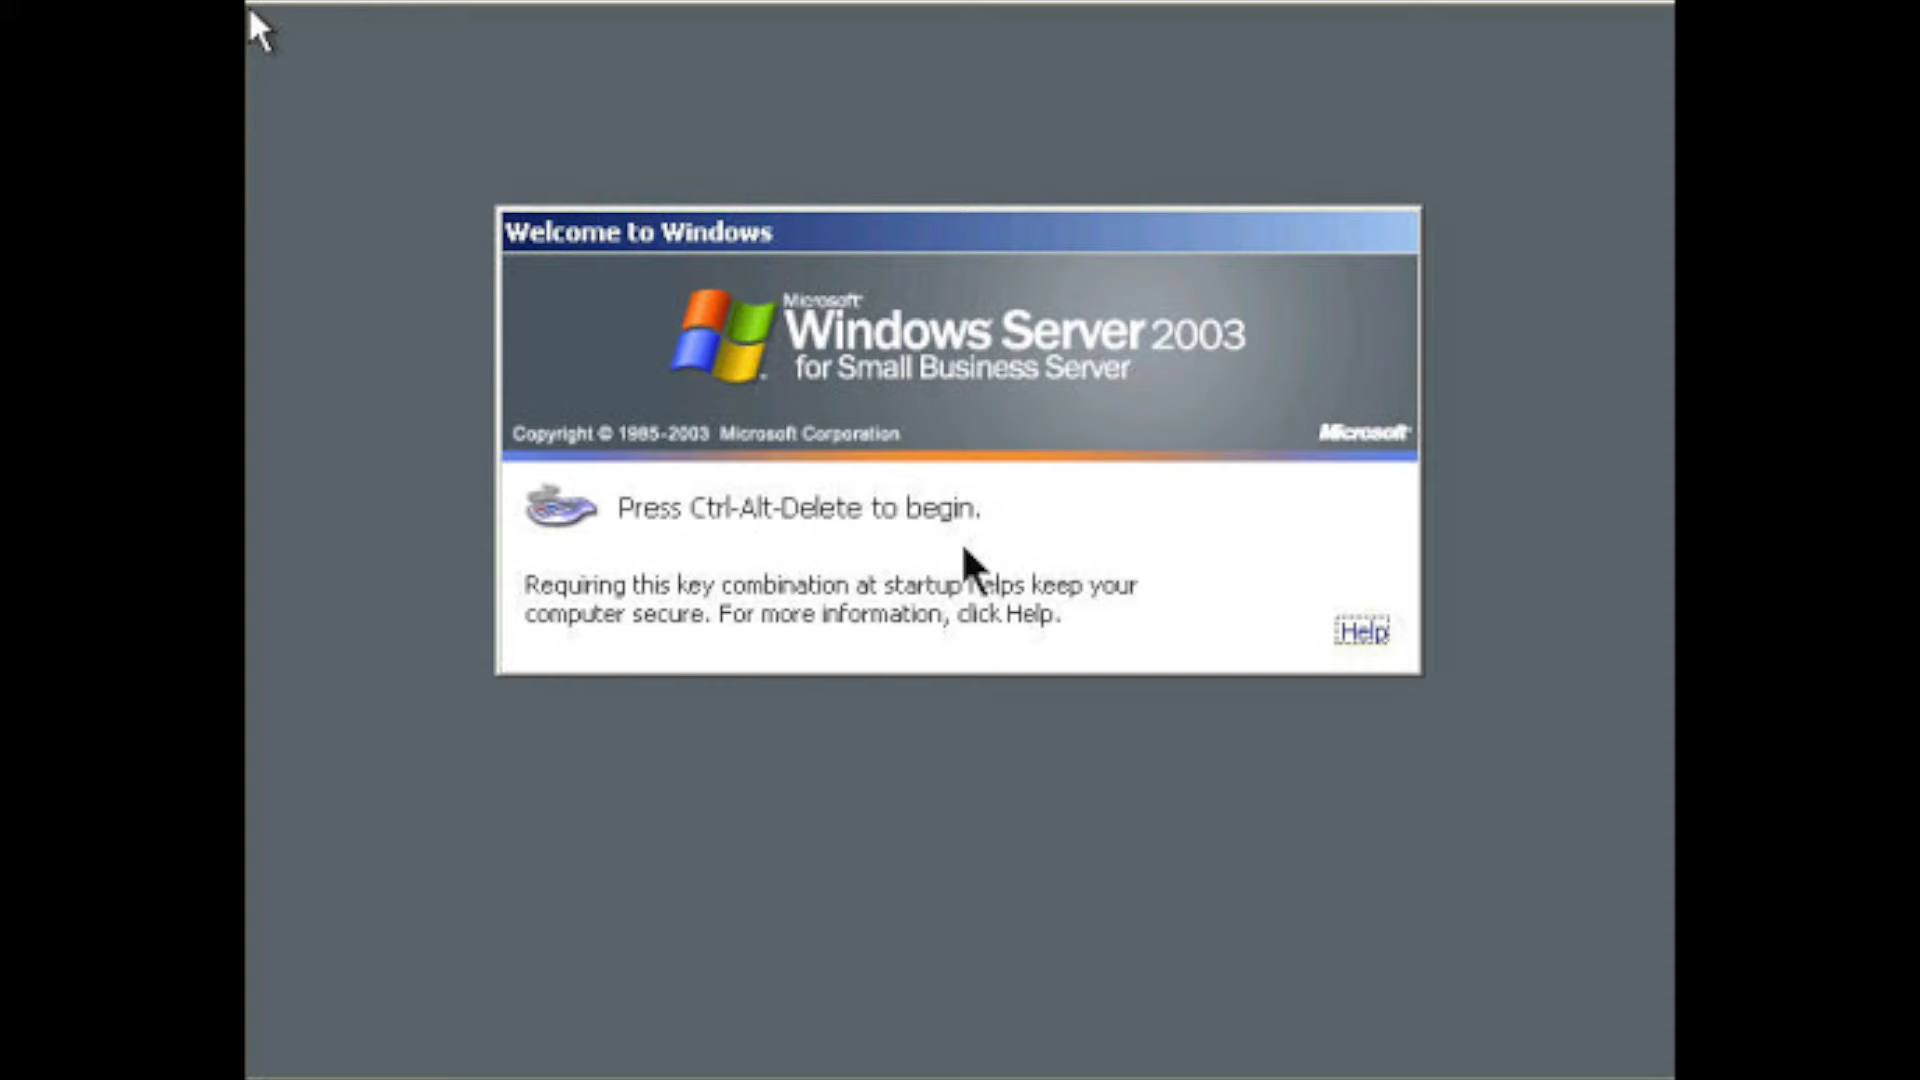 Welcome to Windows
Microsoft
Windows Server 2003
for Small Business Server
Copyright © 1985-2003 Microsoft Corporation
Microsoft
Press Ctrl-Alt-Delete to begin.
Requiring this key combination at startup helps keep your
computer secure. For more information, click Help.
Help